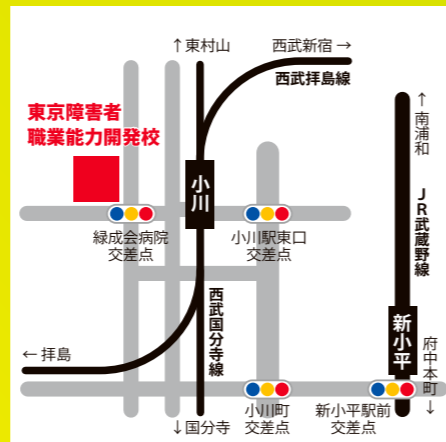 ↑東村山
西武新宿→
西武拝島線
東京障害者
職業能力開発校
小川
↑南浦和
JR武蔵野線
緑成会病院
交差点
小川駅東口
交差点
西武国分寺線
新小平
府中本町↓
←拝島
↓国分寺
小川町
交差点
新小平駅前
交差点